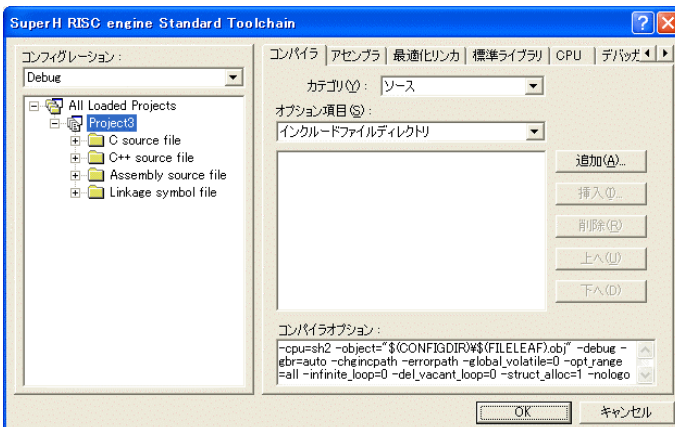 SuperH RISC engine Standard Toolchain
コンフィグレーション :
Debug
All Loaded Projects
Project3
C source file
C++ source file
Assembly source file
Linkage symbol file
コンパイラ アセンブラ 最適化リンカ 標準ライブラリ CPU デバッガ
カテゴリ(Y) : ソース
オプション項目(S) :
インクルードファイルディレクトリ
追加(A)...
挿入(I)...
削除(R)
上へ(U)
下へ(D)
コンパイラオプション :
-cpu=sh2 -object="$(CONFIGDIR)¥$(FILELEAF).obj" -debug -
gbr=auto -chgincpath -errorpath -global_volatile=0 -opt_range
=all -infinite_loop=0 -del_vacant_loop=0 -struct_alloc=1 -nologo
OK キャンセル